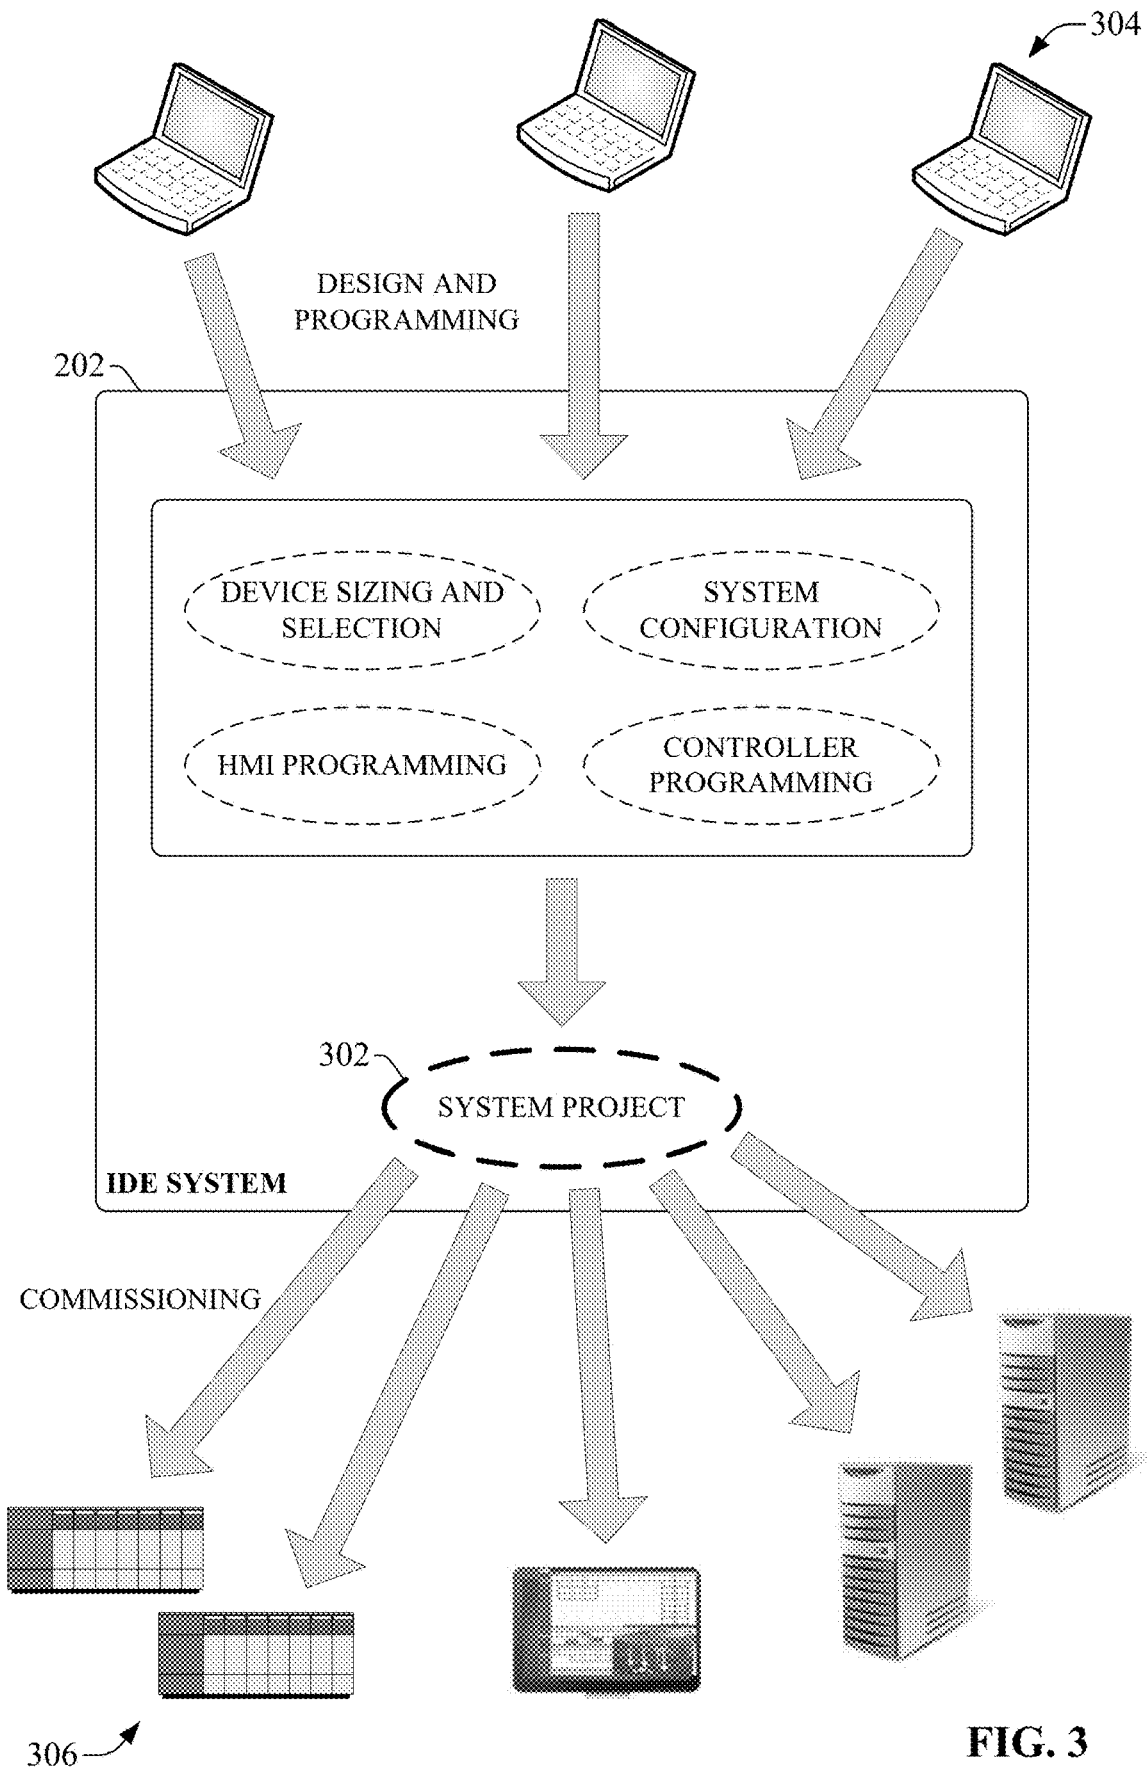 304
DESIGN AND
PROGRAMMING
202
DEVICE SIZING AND
SELECTION
SYSTEM
CONFIGURATION
HMI PROGRAMMING
CONTROLLER
PROGRAMMING
302
SYSTEM PROJECT
IDE SYSTEM
COMMISSIONING
306
FIG. 3